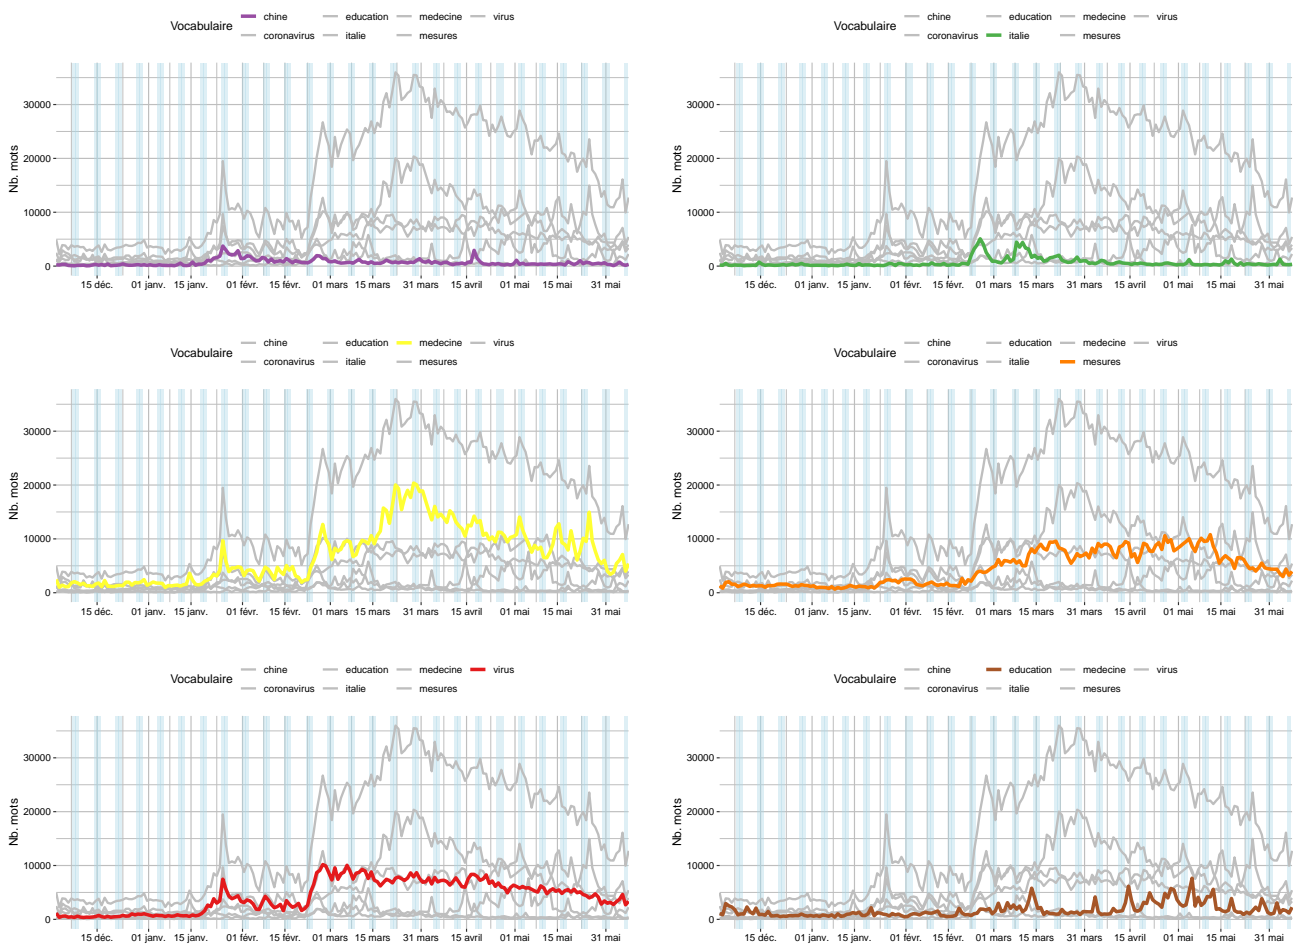 Vocabulaire chine education medecine virus
coronavirus italie mesures
Nb. mots
30000
20000
10000
0
15 déc. 01 janv. 15 janv. 01 févr. 15 févr. 01 mars 15 mars 31 mars 15 avril 01 mai 15 mai 31 mai
Vocabulaire chine education medecine virus
coronavirus italie mesures
Nb. mots
30000
20000
10000
0
15 déc. 01 janv. 15 janv. 01 févr. 15 févr. 01 mars 15 mars 31 mars 15 avril 01 mai 15 mai 31 mai
Vocabulaire chine education medecine virus
coronavirus italie mesures
Nb. mots
30000
20000
10000
0
15 déc. 01 janv. 15 janv. 01 févr. 15 févr. 01 mars 15 mars 31 mars 15 avril 01 mai 15 mai 31 mai
Vocabulaire chine education medecine virus
coronavirus italie mesures
Nb. mots
30000
20000
10000
0
15 déc. 01 janv. 15 janv. 01 févr. 15 févr. 01 mars 15 mars 31 mars 15 avril 01 mai 15 mai 31 mai
Vocabulaire chine education medecine virus
coronavirus italie mesures
Nb. mots
30000
20000
10000
0
15 déc. 01 janv. 15 janv. 01 févr. 15 févr. 01 mars 15 mars 31 mars 15 avril 01 mai 15 mai 31 mai
Vocabulaire chine education medecine virus
coronavirus italie mesures
Nb. mots
30000
20000
10000
0
15 déc. 01 janv. 15 janv. 01 févr. 15 févr. 01 mars 15 mars 31 mars 15 avril 01 mai 15 mai 31 mai